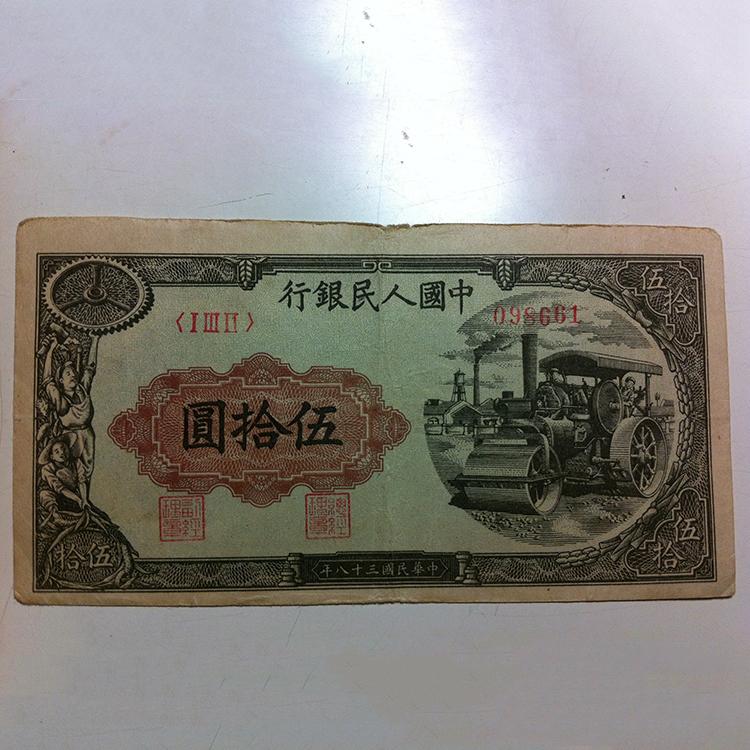 中國人民銀行
〈I III II〉
098661
伍拾圓
伍拾
伍拾
伍拾
中華民國三十八年